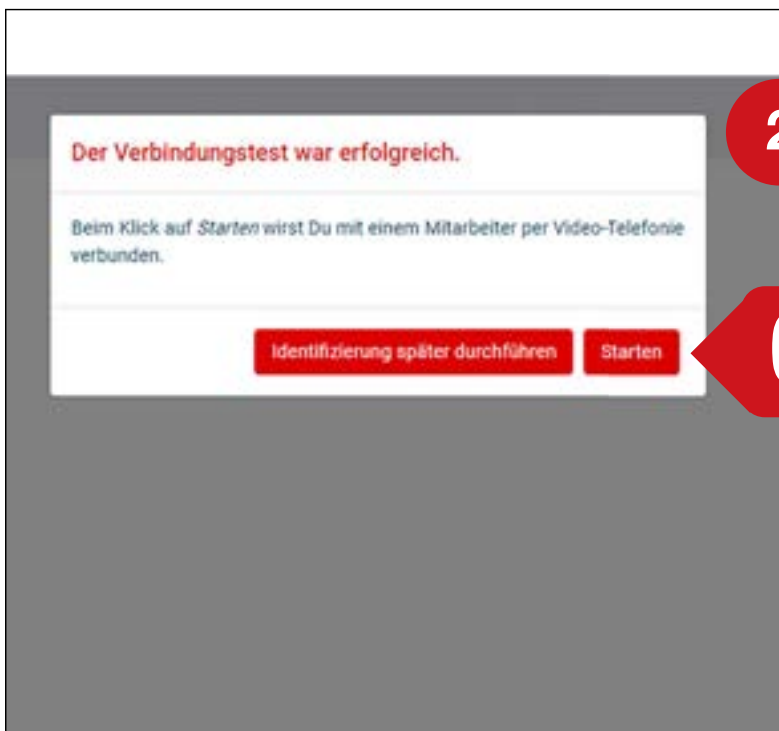 Der Verbindungstest war erfolgreich.
2
Beim Klick auf Starten wirst Du mit einem Mitarbeiter per Video-Telefonie
verbunden.
Identifizierung später durchführen
Starten